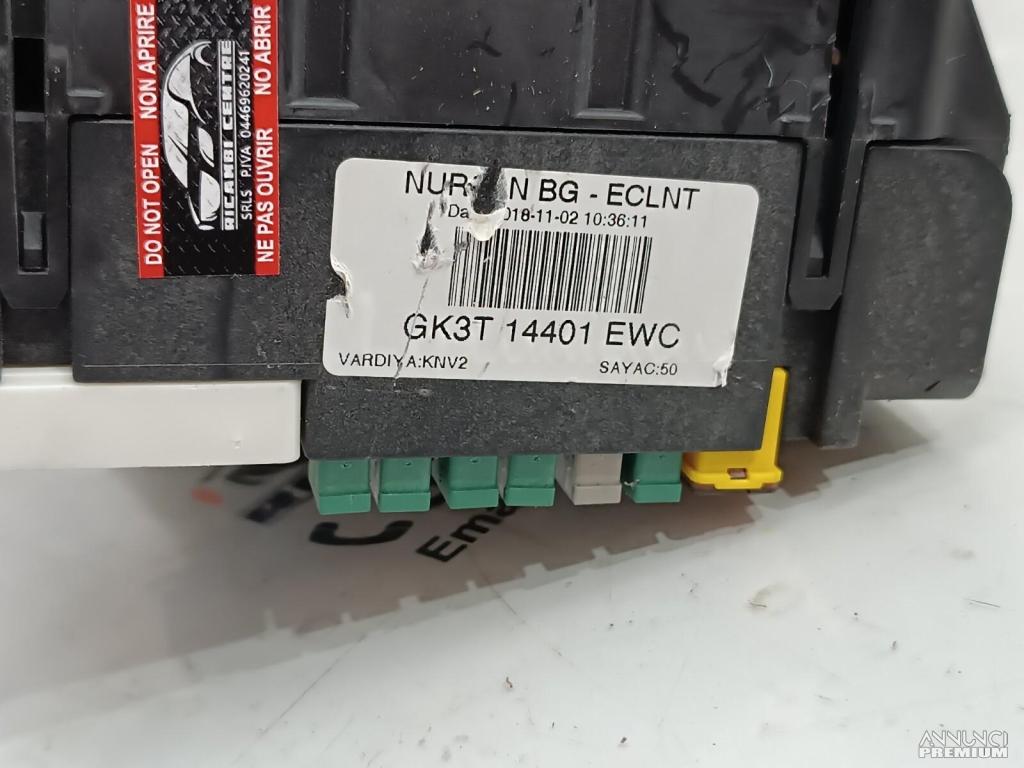 DO NOT OPEN NON APRIRE
RICAMBI CENTRE
SRLS P.IVA 04469620241
NE PAS OUVRIR NO ABRIR
BG - ECLNT
018-11-02 10:36:11
GK3T 14401 EWC
VARDIYA:KNV2
SAYAC:50
ANNUNCI
PREMIUM